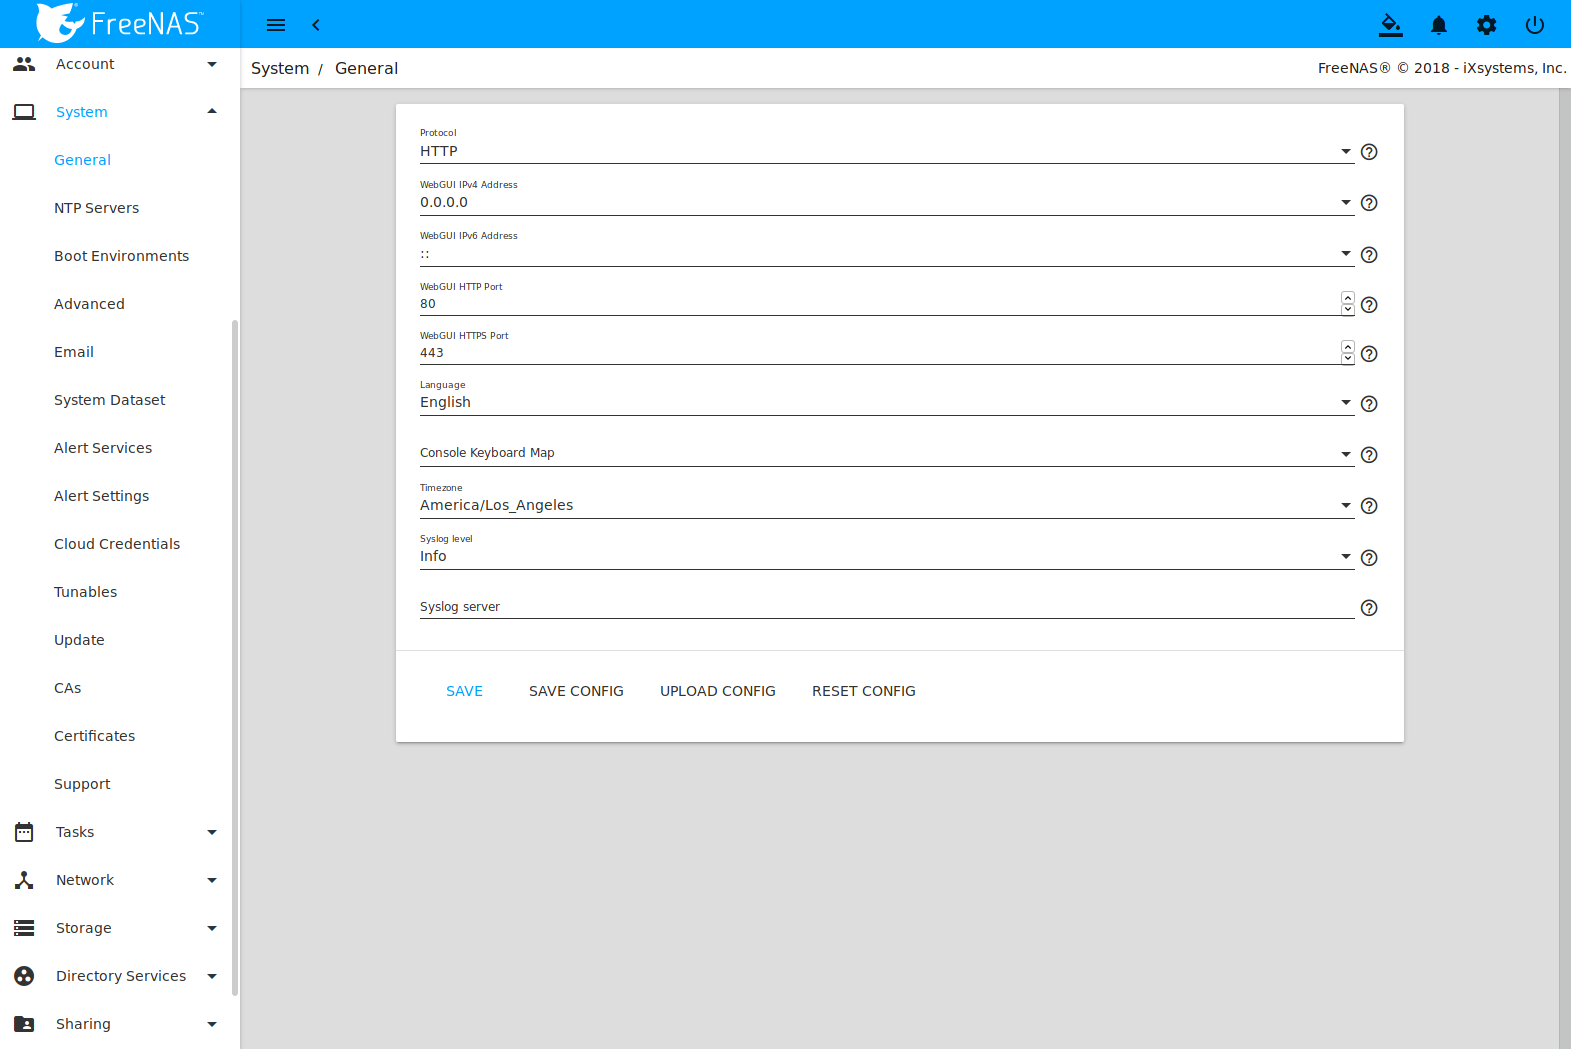 FreeNAS™
System / General
FreeNAS® © 2018 - iXsystems, Inc.
Account
System
General
NTP Servers
Boot Environments
Advanced
Email
System Dataset
Alert Services
Alert Settings
Cloud Credentials
Tunables
Update
CAs
Certificates
Support
Tasks
Network
Storage
Directory Services
Sharing
Protocol
HTTP
WebGUI IPv4 Address
0.0.0.0
WebGUI IPv6 Address
::
WebGUI HTTP Port
80
WebGUI HTTPS Port
443
Language
English
Console Keyboard Map
Timezone
America/Los_Angeles
Syslog level
Info
Syslog server
SAVE SAVE CONFIG UPLOAD CONFIG RESET CONFIG